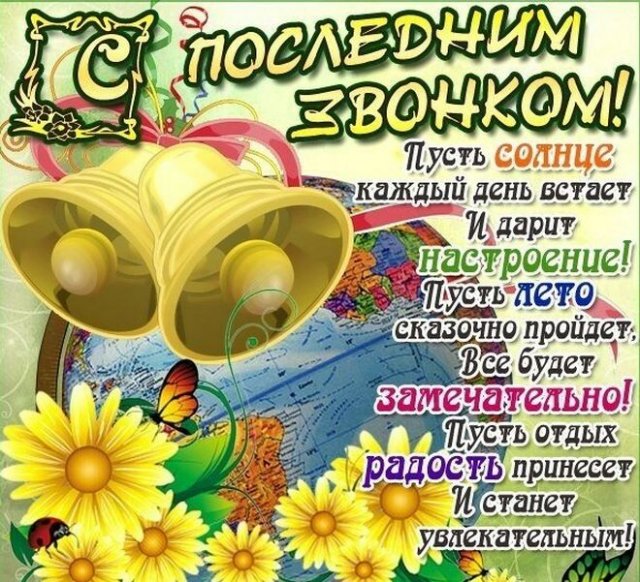 С ПОСЛЕДНИМ
ЗВОНКОМ!
Пусть солнце
каждый день встает
И дарит
настроение!
Пусть лето
сказочно пройдет,
Все будет
замечательно!
Пусть отдых
радость принесет
И станет
увлекательным!